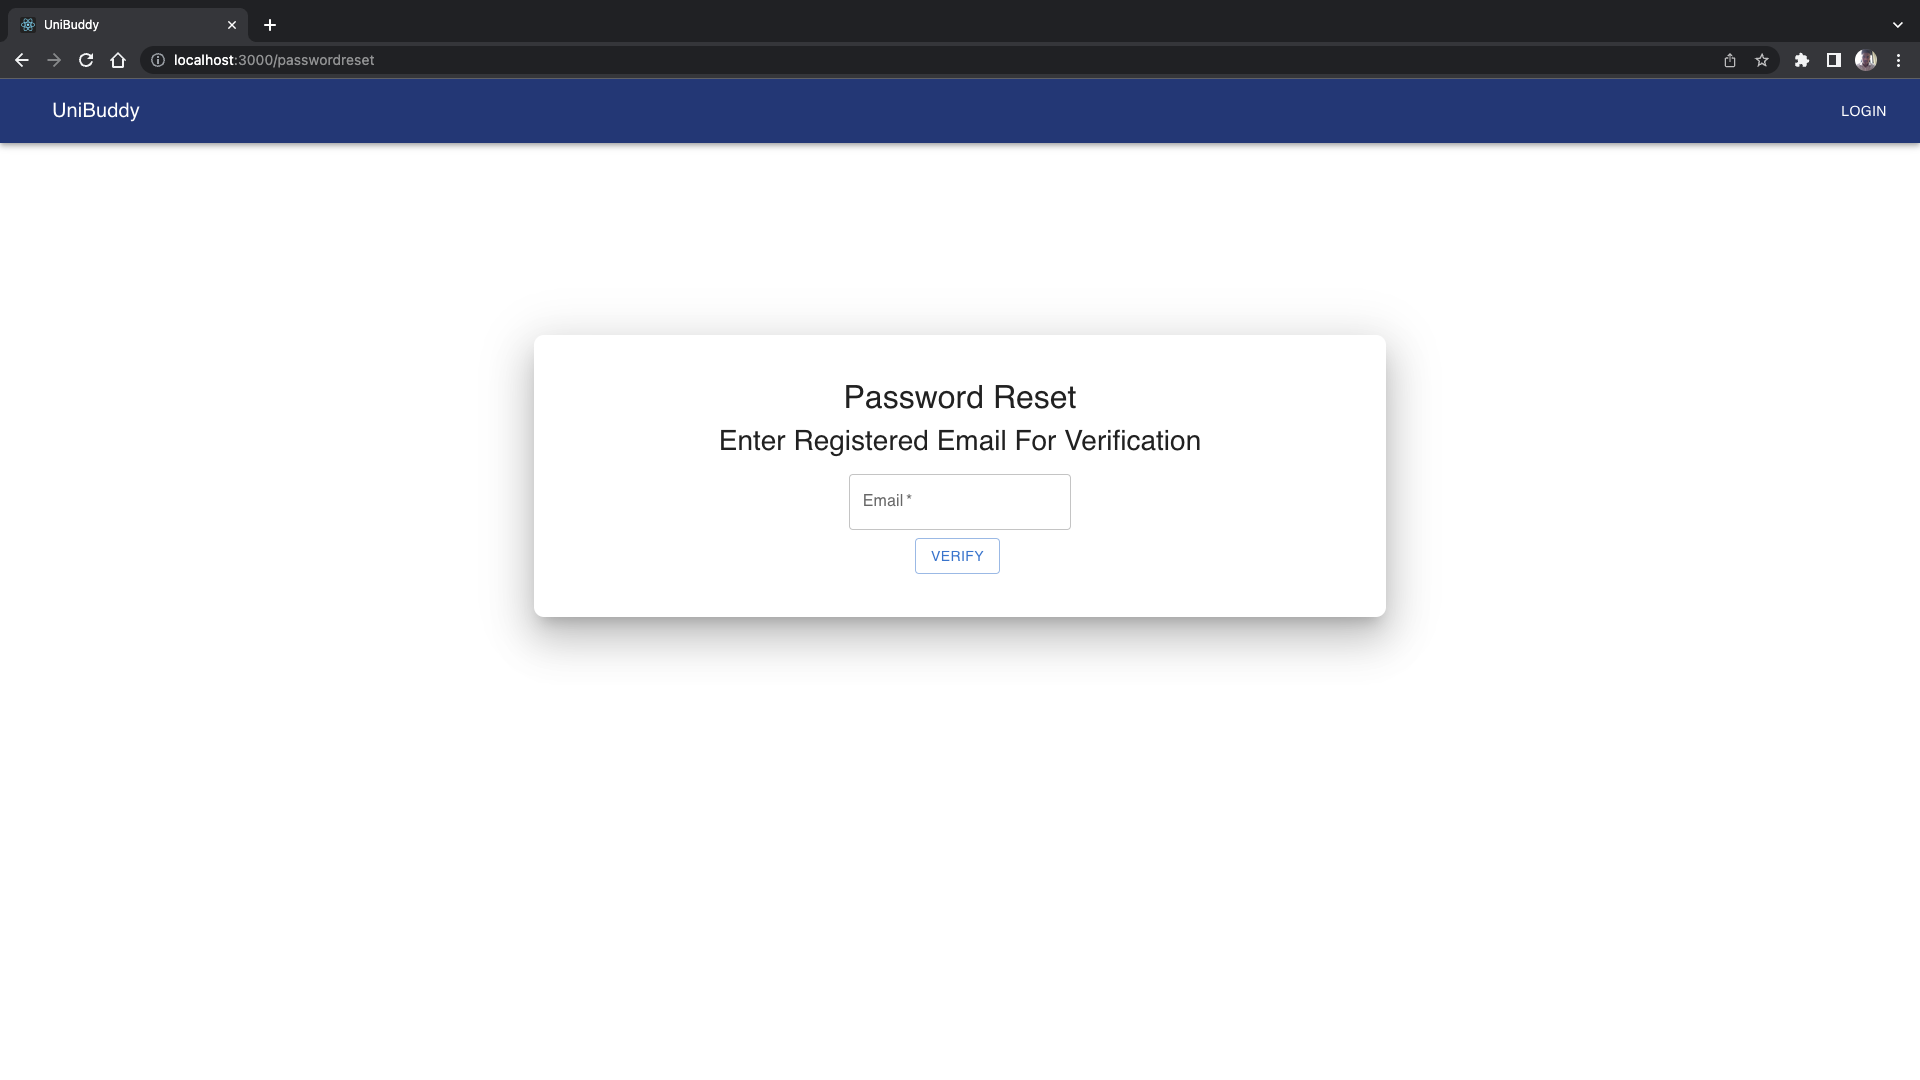 UniBuddy
localhost:3000/passwordreset
UniBuddy
LOGIN
Password Reset
Enter Registered Email For Verification
Email *
VERIFY